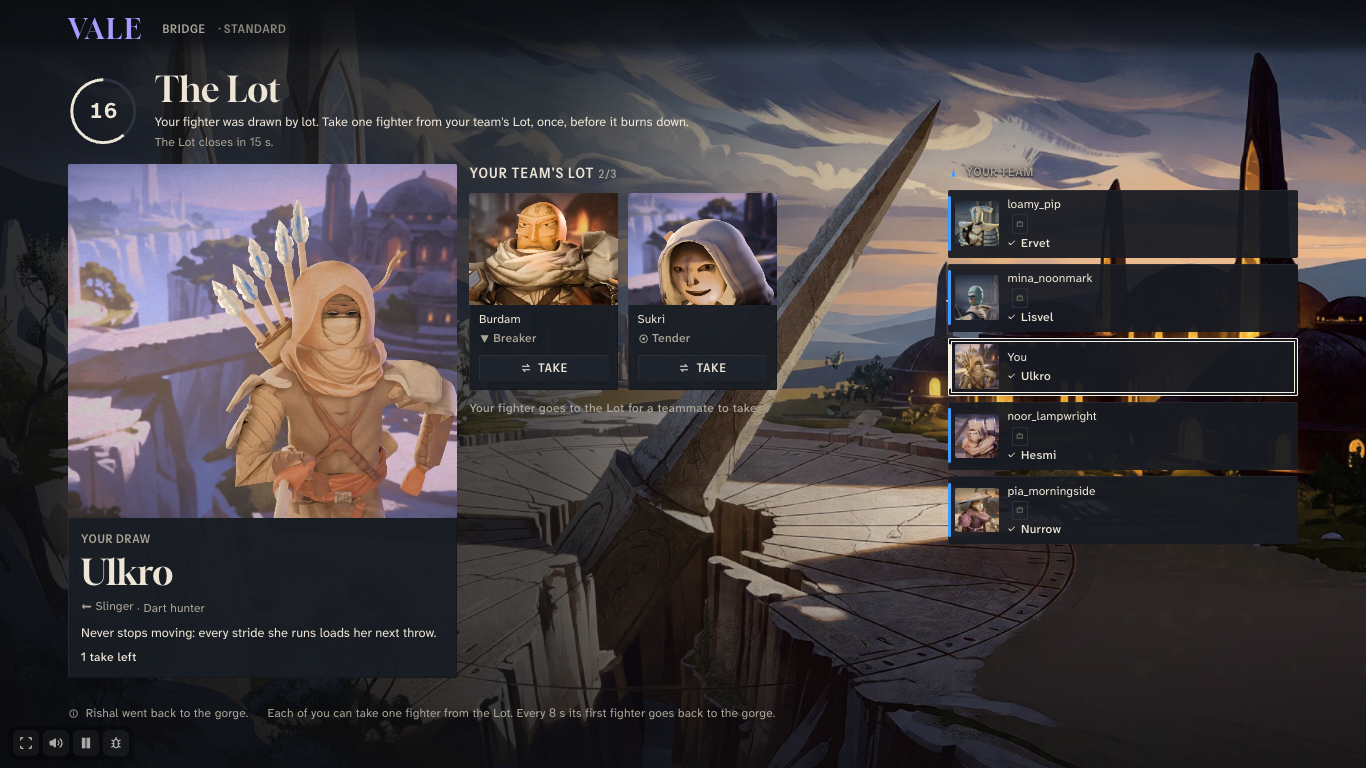 VALE
BRIDGE · STANDARD
16
The Lot
Your fighter was drawn by lot. Take one fighter from your team's Lot, once, before it burns down.
The Lot closes in 15 s.
YOUR DRAW
Ulkro
Slinger · Dart hunter
Never stops moving: every stride she runs loads her next throw.
1 take left
YOUR TEAM'S LOT 2/3
Burdam
Breaker
TAKE
Sukri
Tender
TAKE
Your fighter goes to the Lot for a teammate to take.
YOUR TEAM
loamy_pip
Ervet
mina_noonmark
Lisvel
You
Ulkro
noor_lampwright
Hesmi
pia_morningside
Nurrow
Rishal went back to the gorge. Each of you can take one fighter from the Lot. Every 8 s its first fighter goes back to the gorge.